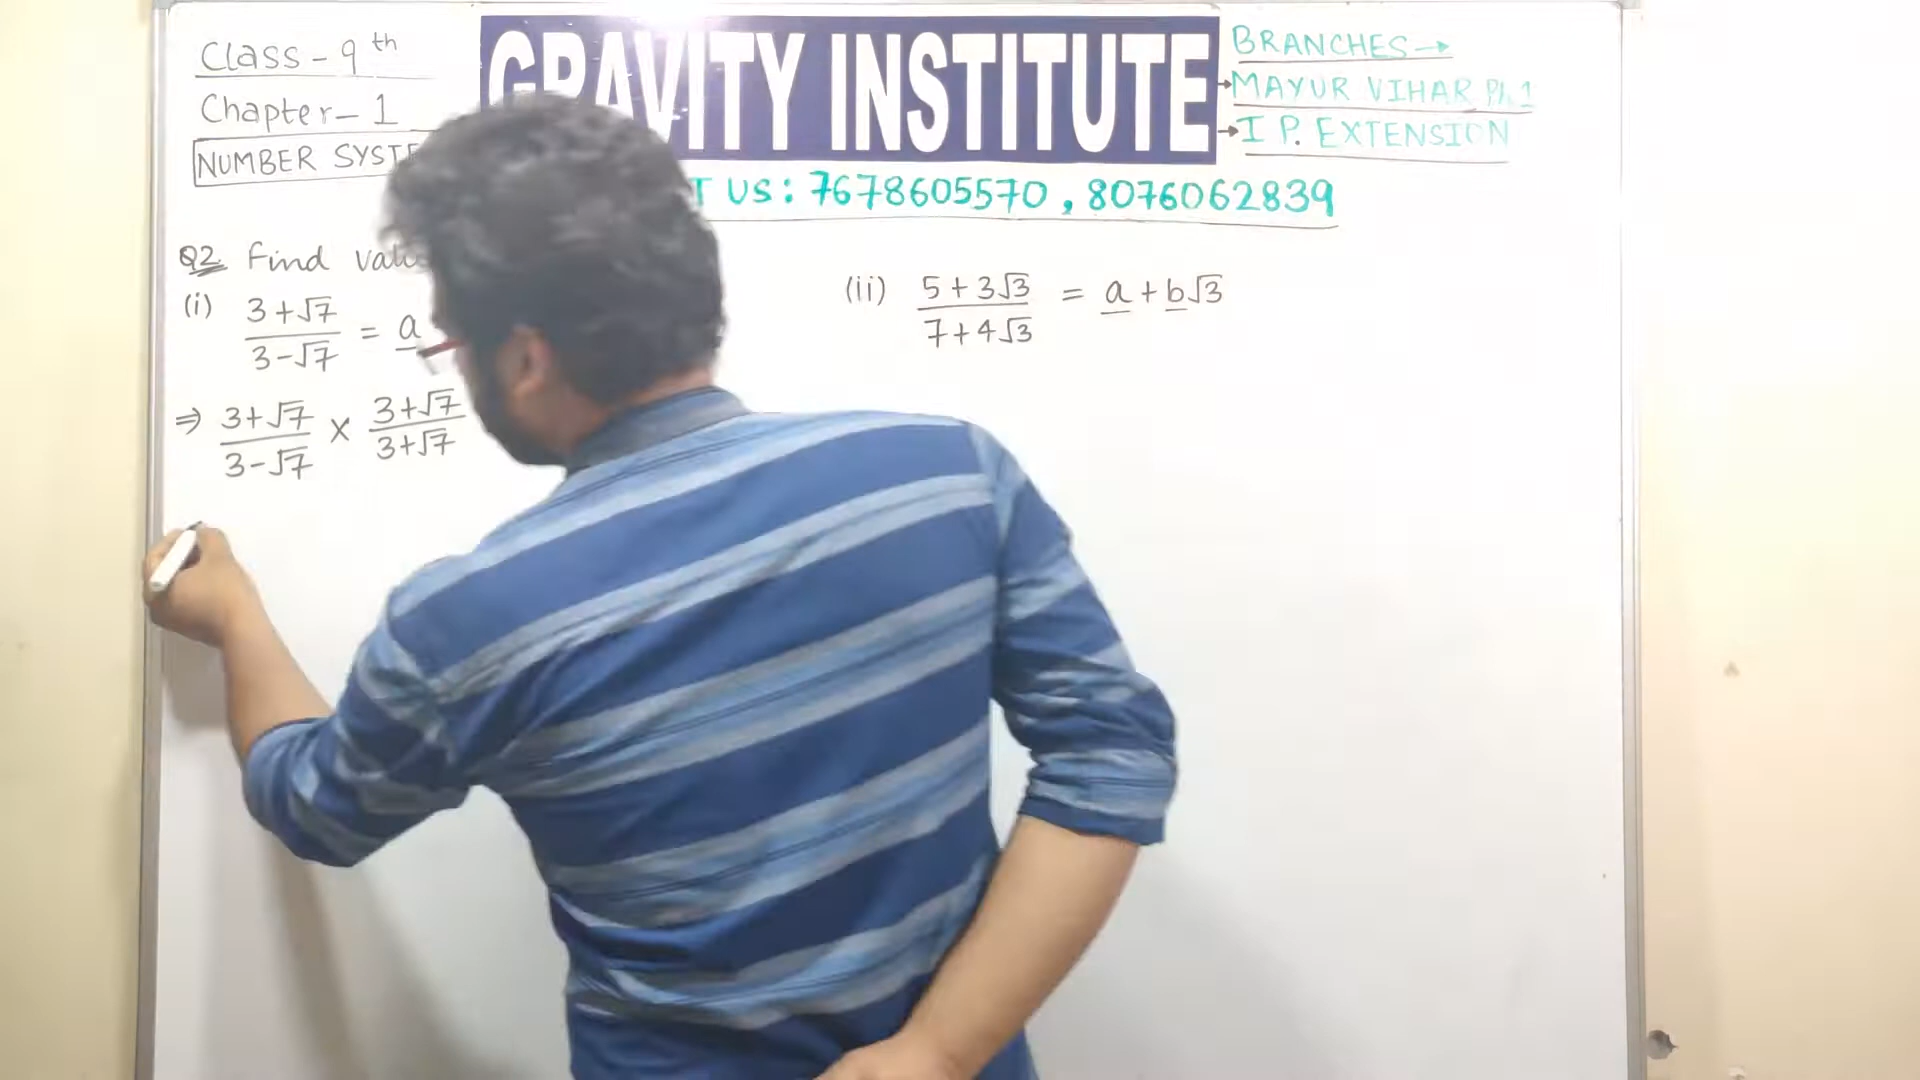 Class - 9th
Chapter - 1
NUMBER
GRAVITY INSTITUTE
BRANCHES →
→ MAYUR VIHAR Ph 1
→ I P. EXTENSION
US : 7678605570 , 8076062839
Q2. Find
(i) 3+√7 / 3-√7 = a
⇒ 3+√7 / 3-√7 × 3+√7 / 3+√7
(ii) 5+3√3 / 7+4√3 = a + b√3